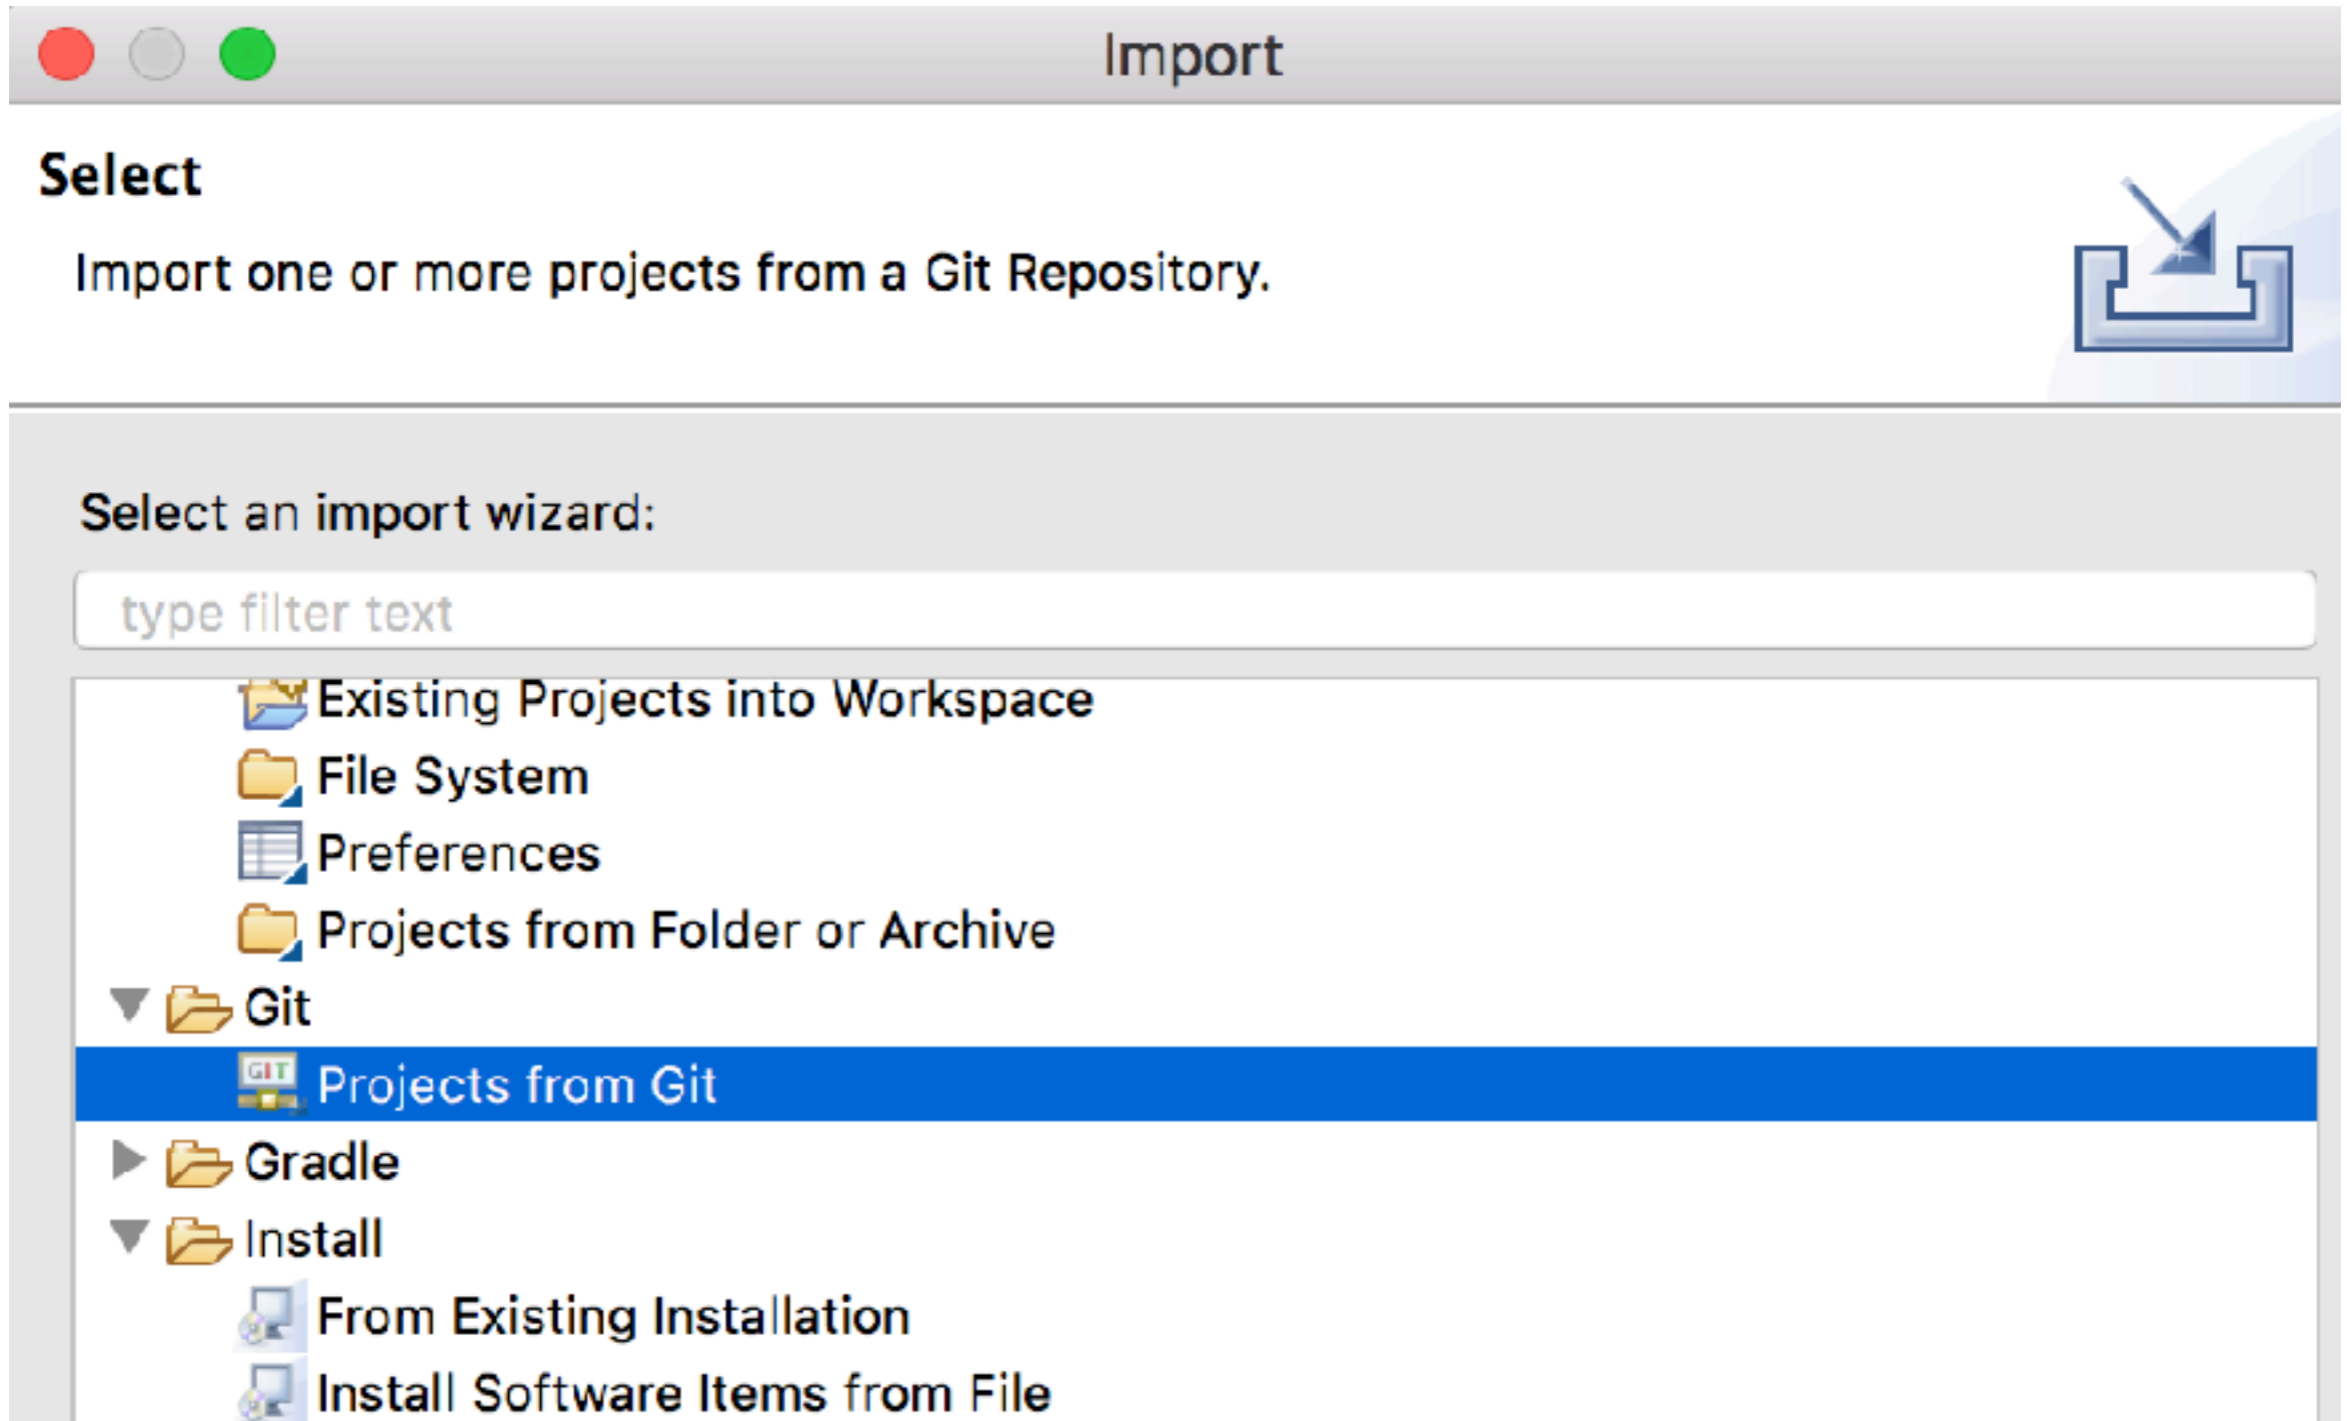 Import
Select
Import one or more projects from a Git Repository.
Select an import wizard:
type filter text
Existing Projects into Workspace
File System
Preferences
Projects from Folder or Archive
Git
GIT Projects from Git
Gradle
Install
From Existing Installation
Install Software Items from File